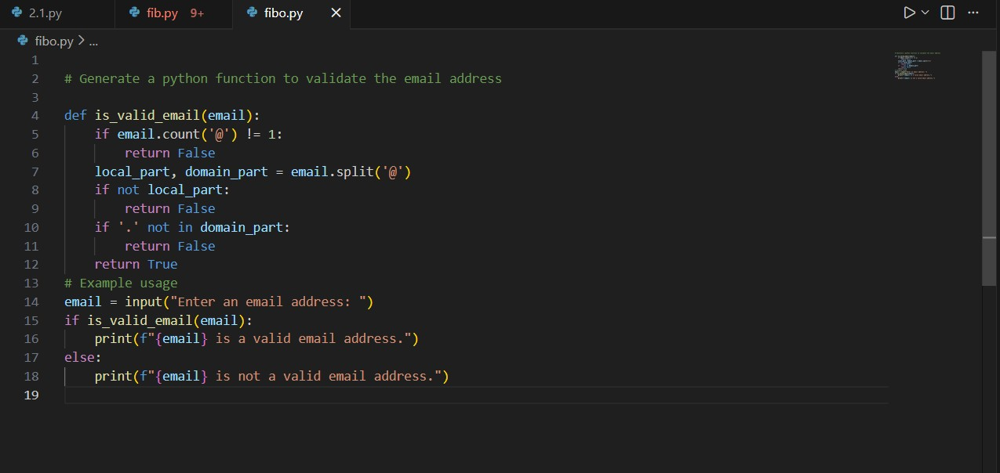 2.1.py fib.py 9+ fibo.py
fibo.py > ...
1
2 # Generate a python function to validate the email address
3
4 def is_valid_email(email):
5     if email.count('@') != 1:
6         return False
7     local_part, domain_part = email.split('@')
8     if not local_part:
9         return False
10     if '.' not in domain_part:
11         return False
12     return True
13 # Example usage
14 email = input("Enter an email address: ")
15 if is_valid_email(email):
16     print(f"{email} is a valid email address.")
17 else:
18     print(f"{email} is not a valid email address.")
19